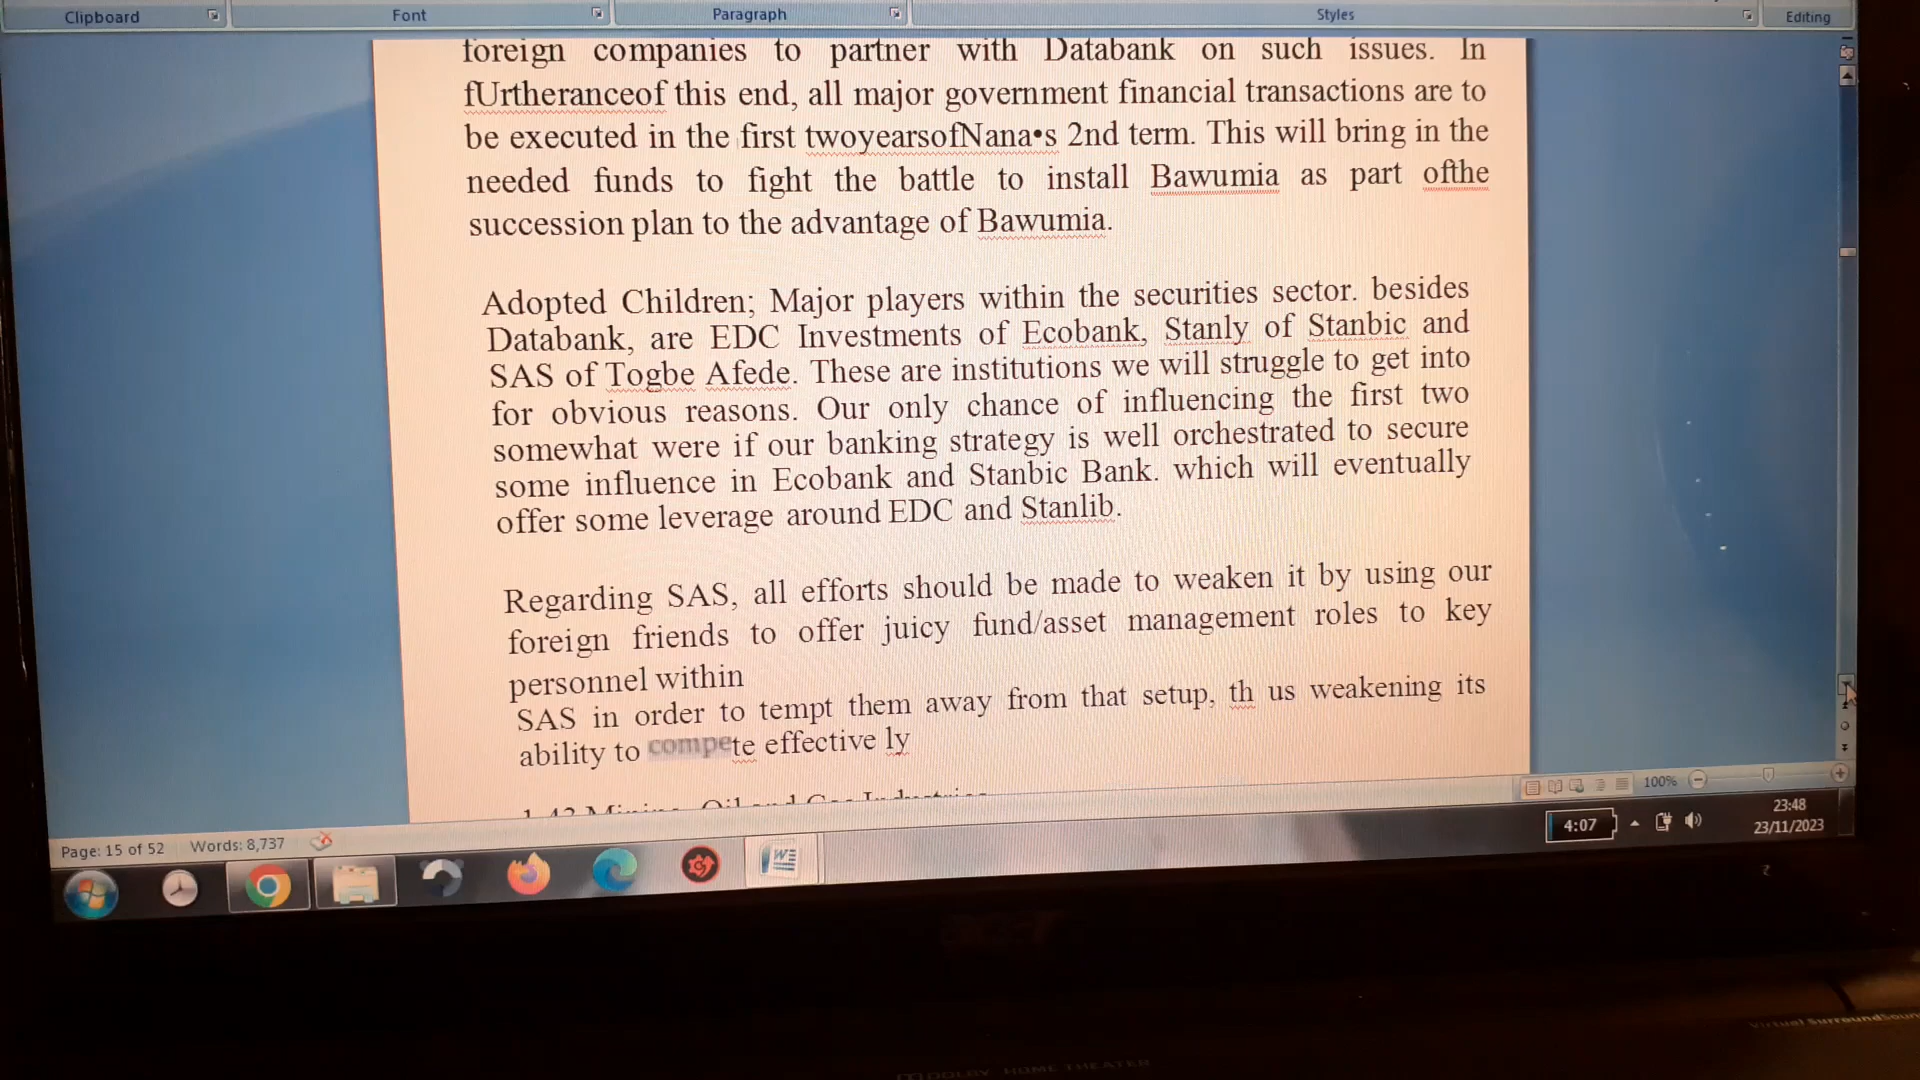 Clipboard
Font
Paragraph
Styles
Editing
foreign companies to partner with Databank on such issues. In
fUrtheranceof this end, all major government financial transactions are to
be executed in the first twoyearsofNana•s 2nd term. This will bring in the
needed funds to fight the battle to install Bawumia as part ofthe
succession plan to the advantage of Bawumia.
Adopted Children; Major players within the securities sector. besides
Databank, are EDC Investments of Ecobank, Stanly of Stanbic and
SAS of Togbe Afede. These are institutions we will struggle to get into
for obvious reasons. Our only chance of influencing the first two
somewhat were if our banking strategy is well orchestrated to secure
some influence in Ecobank and Stanbic Bank. which will eventually
offer some leverage around EDC and Stanlib.
Regarding SAS, all efforts should be made to weaken it by using our
foreign friends to offer juicy fund/asset management roles to key
personnel within
SAS in order to tempt them away from that setup, th us weakening its
ability to compete effective ly
100%
Page: 15 of 52
Words: 8,737
4:07
23:48
23/11/2023
acer
Virtual SurroundSoun
DOLBY HOME THEATER